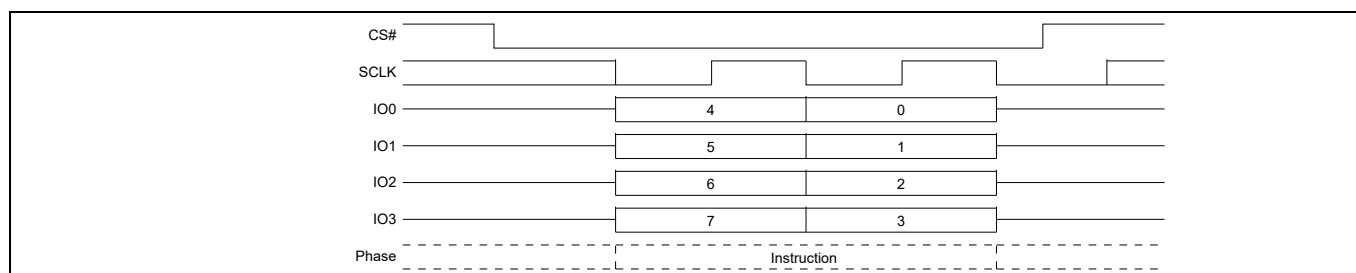 CS#
SCLK
IO0 4 0
IO1 5 1
IO2 6 2
IO3 7 3
Phase Instruction